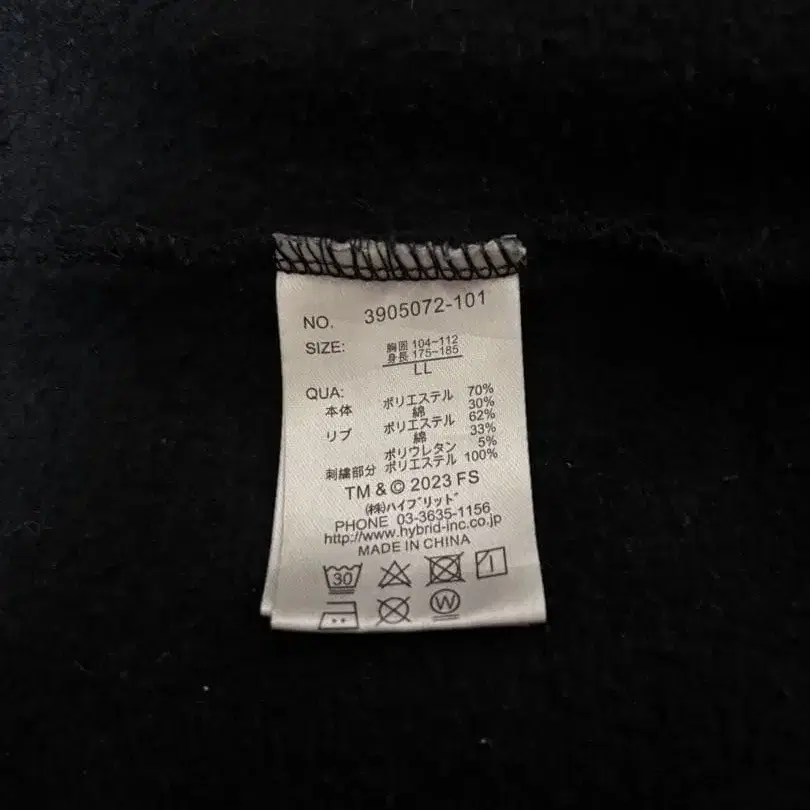 NO. 3905072-101
SIZE: 胸囲 104~112
身長 175~185
LL
QUA:
本体 ポリエステル 70%
綿 30%
リブ ポリエステル 62%
綿 33%
ポリウレタン 5%
刺繍部分 ポリエステル 100%
TM & © 2023 FS
㈱ハイブリッド
PHONE 03-3635-1156
http://www.hybrid-inc.co.jp
MADE IN CHINA
30
W